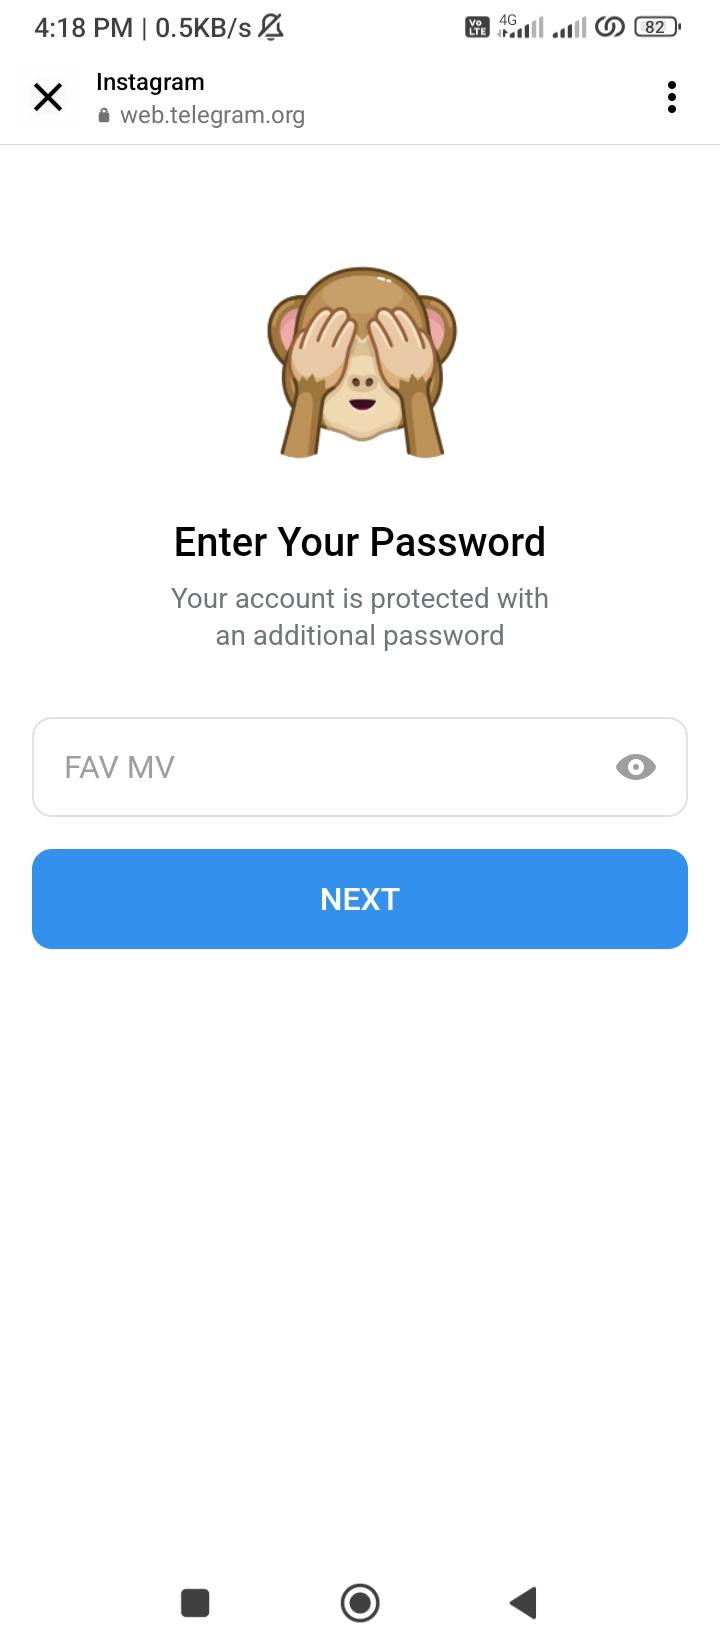 4:18 PM | 0.5KB/s
Vo LTE 4G 82
Instagram
web.telegram.org
Enter Your Password
Your account is protected with
an additional password
FAV MV
NEXT